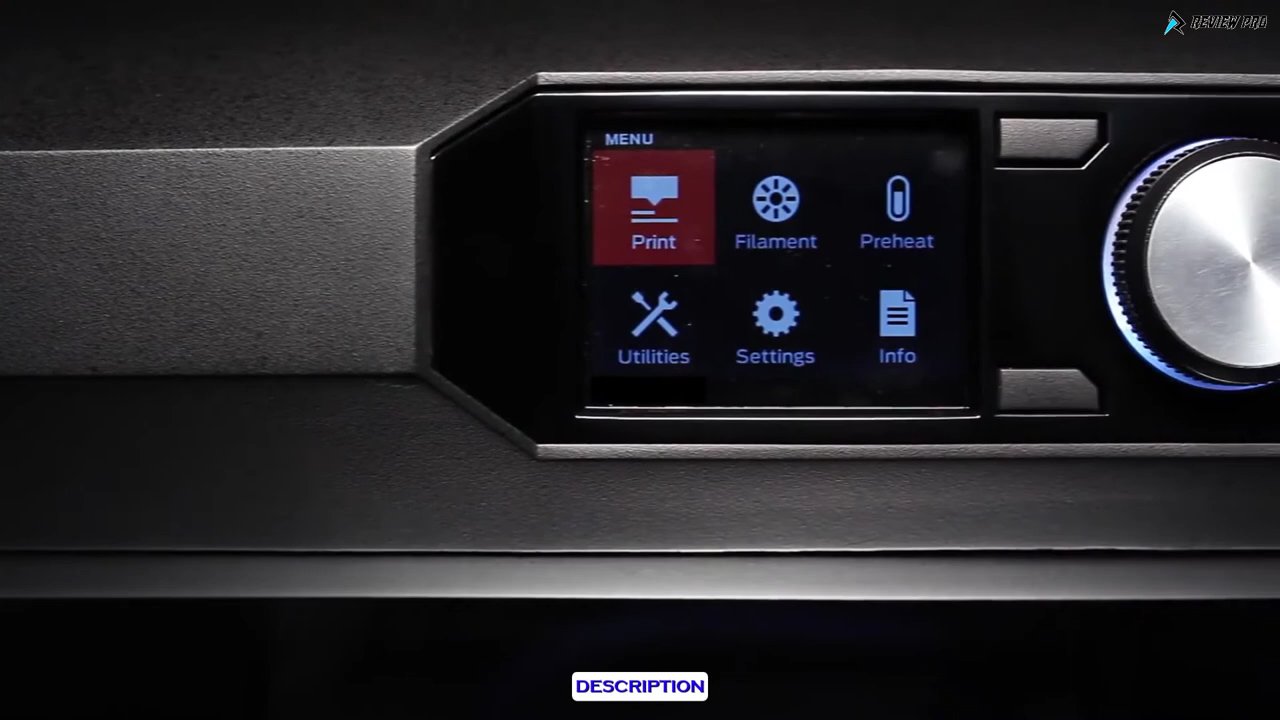 REVIEW PRO
MENU
Print Filament Preheat
Utilities Settings Info
DESCRIPTION